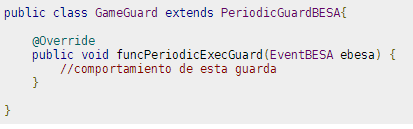 public class GameGuard extends PeriodicGuardBESA{
@Override
public void funcPeriodicExecGuard(EventBESA ebesa) {
//comportamiento de esta guarda
}
}